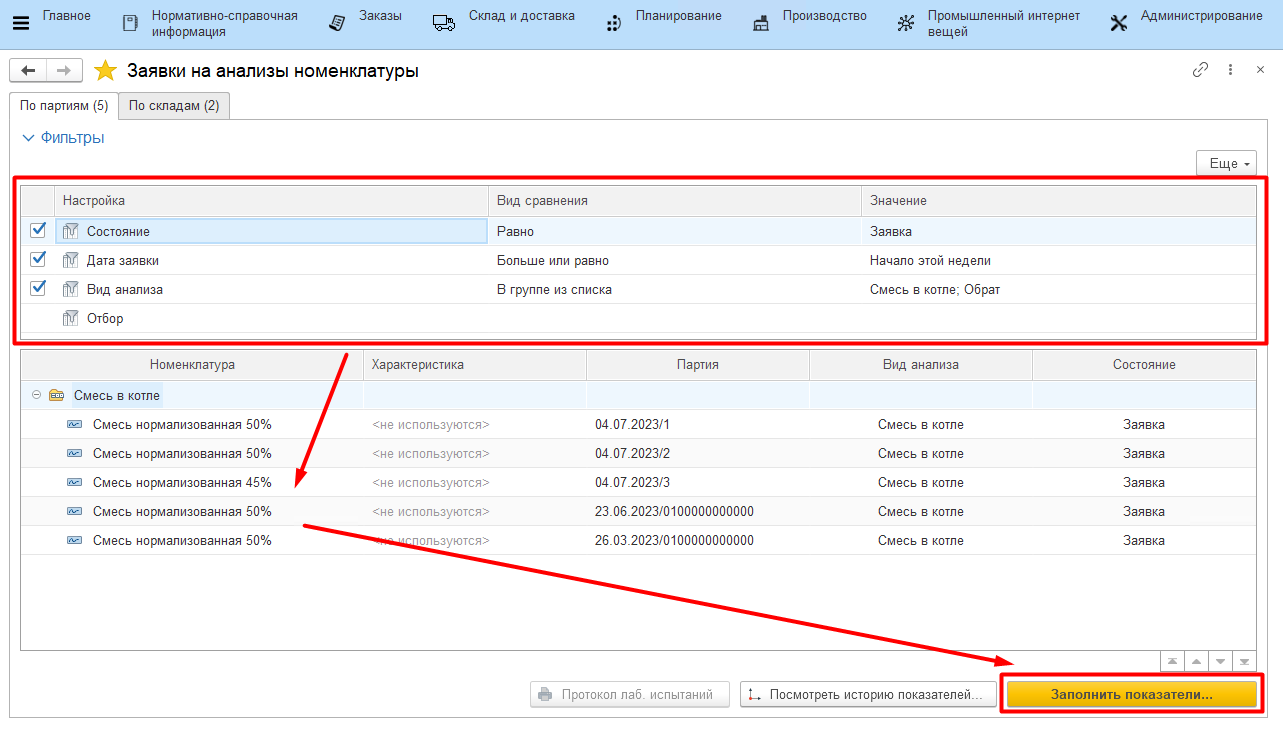 Главное
Нормативно-справочная информация
Заказы
Склад и доставка
Планирование
Производство
Промышленный интернет вещей
Администрирование
Заявки на анализы номенклатуры
По партиям (5) По складам (2)
Фильтры
Еще
Настройка Вид сравнения Значение
Состояние Равно Заявка
Дата заявки Больше или равно Начало этой недели
Вид анализа В группе из списка Смесь в котле; Обрат
Отбор
Номенклатура Характеристика Партия Вид анализа Состояние
Смесь в котле
Смесь нормализованная 50% <не используются> 04.07.2023/1 Смесь в котле Заявка
Смесь нормализованная 50% <не используются> 04.07.2023/2 Смесь в котле Заявка
Смесь нормализованная 45% <не используются> 04.07.2023/3 Смесь в котле Заявка
Смесь нормализованная 50% <не используются> 23.06.2023/0100000000000 Смесь в котле Заявка
Смесь нормализованная 50% <не используются> 26.03.2023/0100000000000 Смесь в котле Заявка
Протокол лаб. испытаний Посмотреть историю показателей... Заполнить показатели...